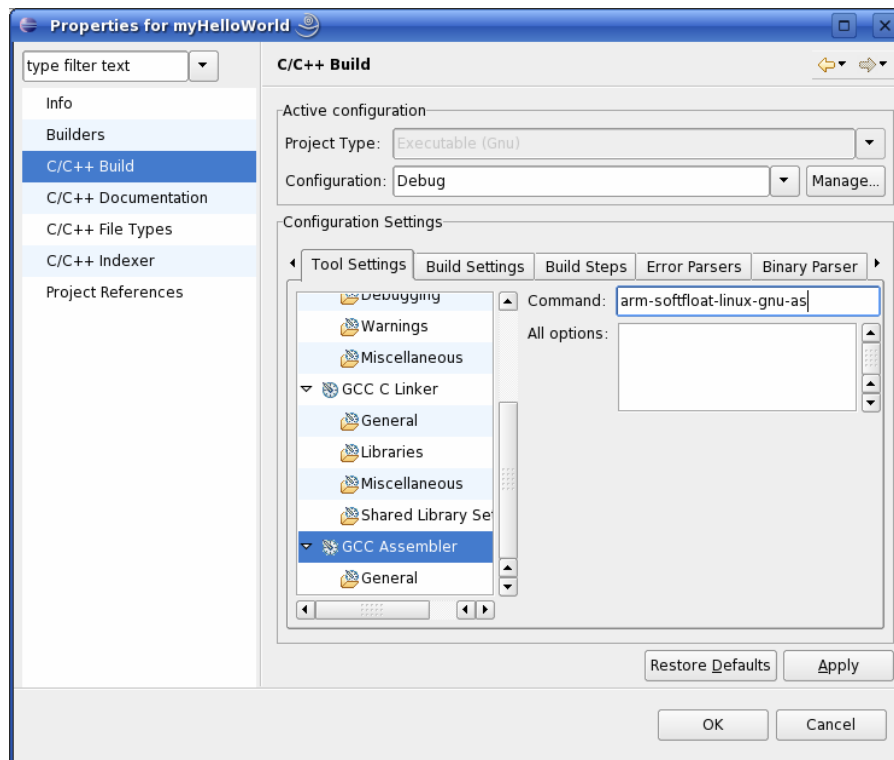 Properties for myHelloWorld
type filter text
C/C++ Build
Info
Builders
C/C++ Build
C/C++ Documentation
C/C++ File Types
C/C++ Indexer
Project References
Active configuration
Project Type: Executable (Gnu)
Configuration: Debug Manage...
Configuration Settings
Tool Settings Build Settings Build Steps Error Parsers Binary Parser
Debugging
Warnings
Miscellaneous
GCC C Linker
General
Libraries
Miscellaneous
Shared Library Se
GCC Assembler
General
Command: arm-softfloat-linux-gnu-as
All options:
Restore Defaults Apply
OK Cancel